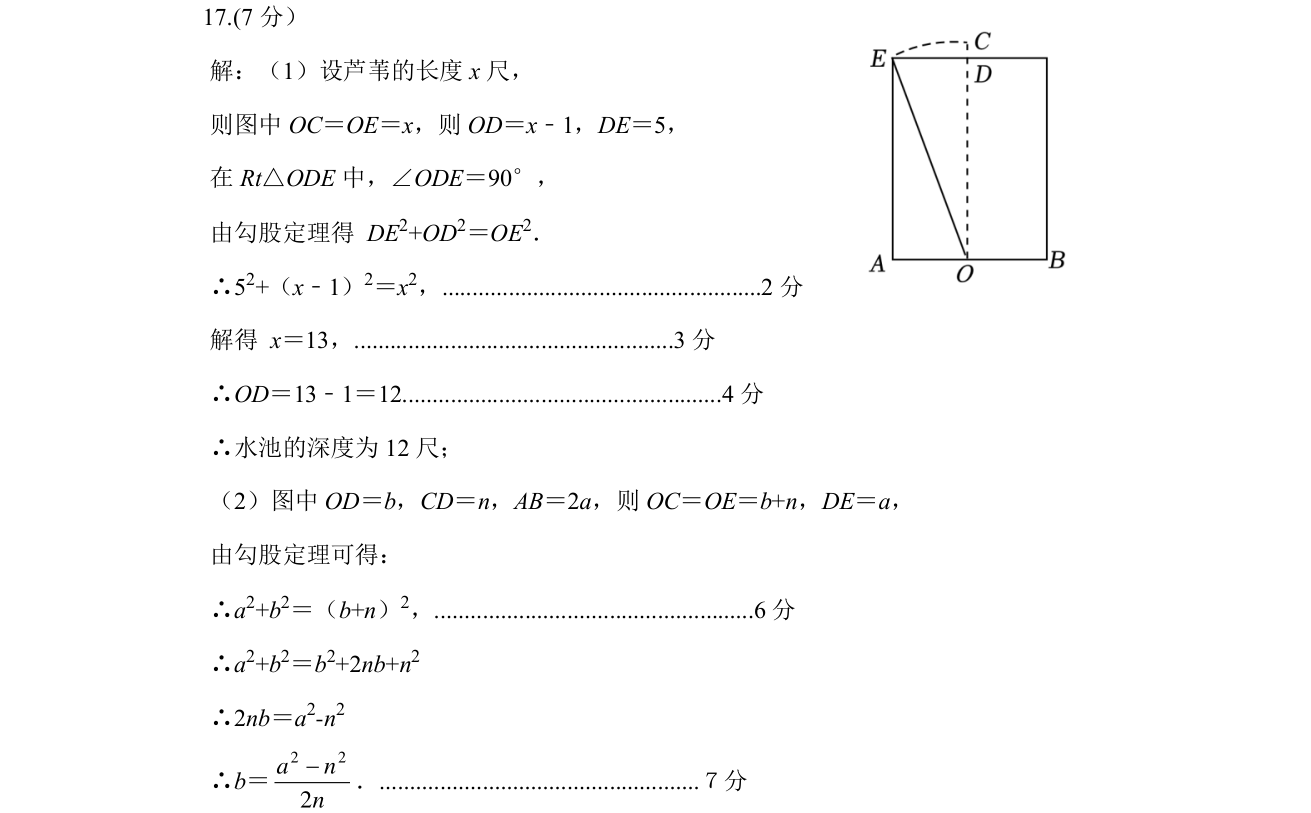 17.(7分）
解：（1）设芦苇的长度 x 尺，
则图中 OC＝OE＝x，则 OD＝x﹣1，DE＝5，
在 Rt△ODE 中，∠ODE＝90°，
由勾股定理得 DE²+OD²＝OE².
∴5²+（x﹣1）²＝x²，.....................................................2 分
解得 x＝13，.....................................................3 分
∴OD＝13﹣1＝12.....................................................4 分
∴水池的深度为 12 尺；
（2）图中 OD＝b，CD＝n，AB＝2a，则 OC＝OE＝b+n，DE＝a，
由勾股定理可得：
∴a²+b²＝（b+n）²，.....................................................6 分
∴a²+b²＝b²+2nb+n²
∴2nb＝a²-n²
∴b＝(a²－n²)/2n．.....................................................7 分
E
C
D
A
O
B